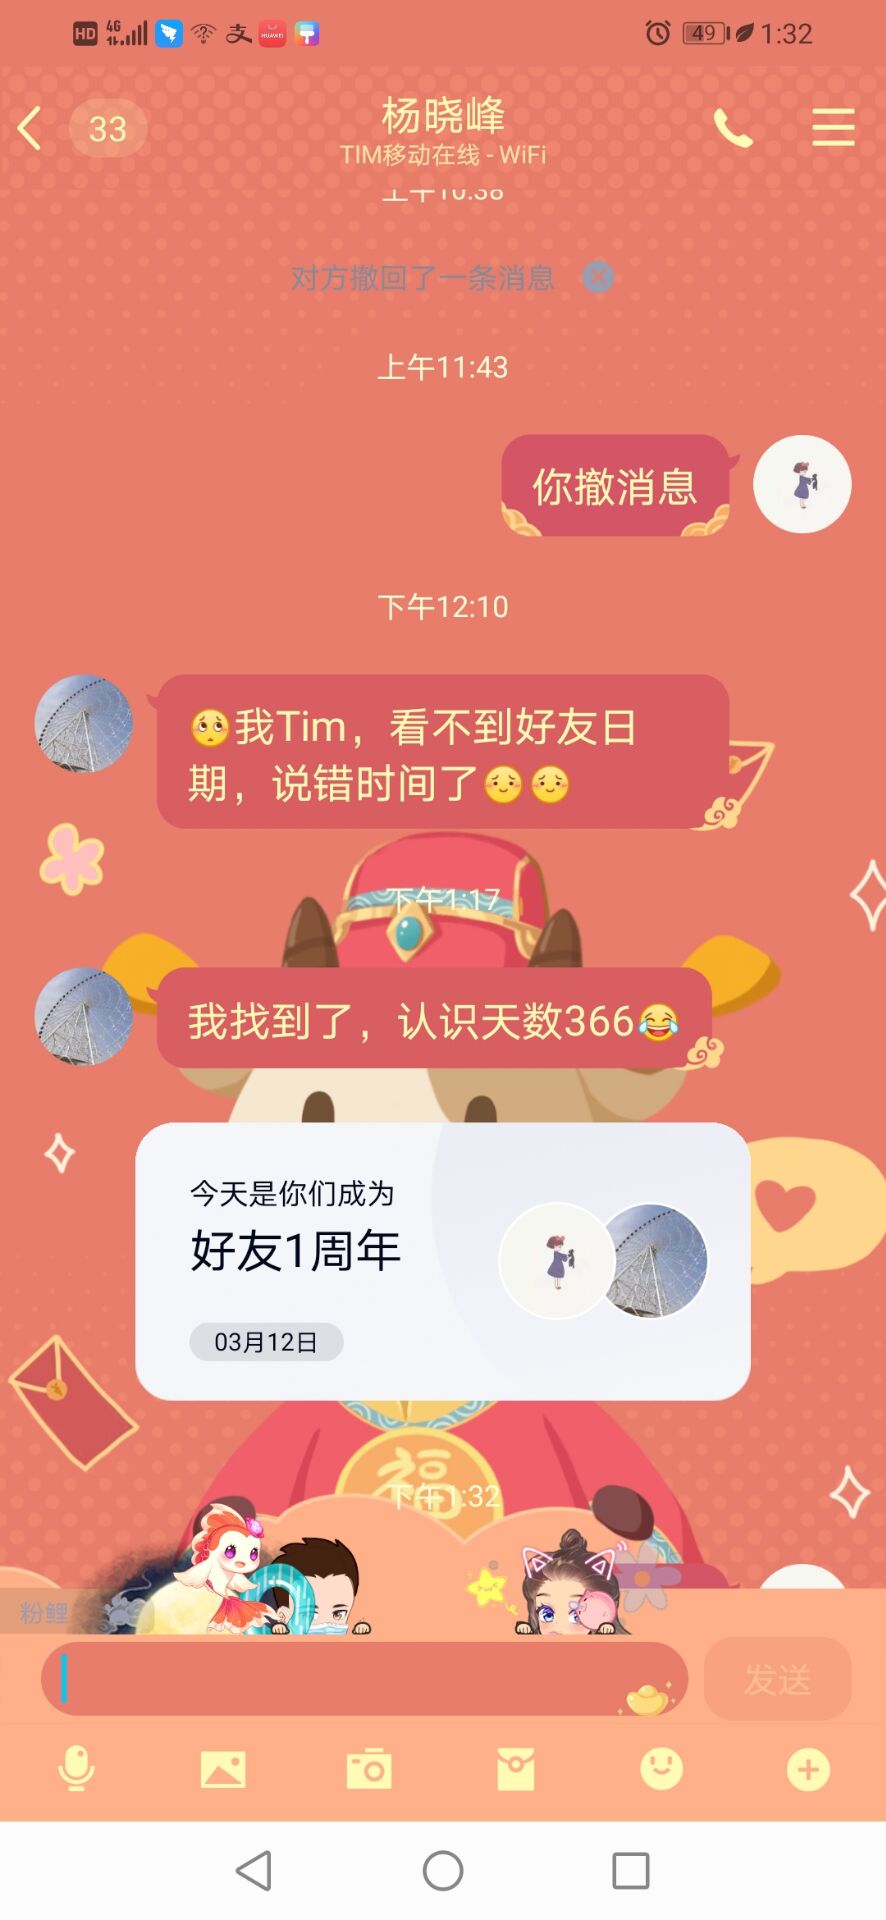 HD 4G HUAWEI 49 1:32
33
杨晓峰
TIM移动在线 - WiFi
上午10:38
对方撤回了一条消息
上午11:43
你撤消息
下午12:10
🥺我Tim，看不到好友日
期，说错时间了😊😊
下午1:17
我找到了，认识天数366😂
今天是你们成为
好友1周年
03月12日
福
下午1:32
粉鲤
发送